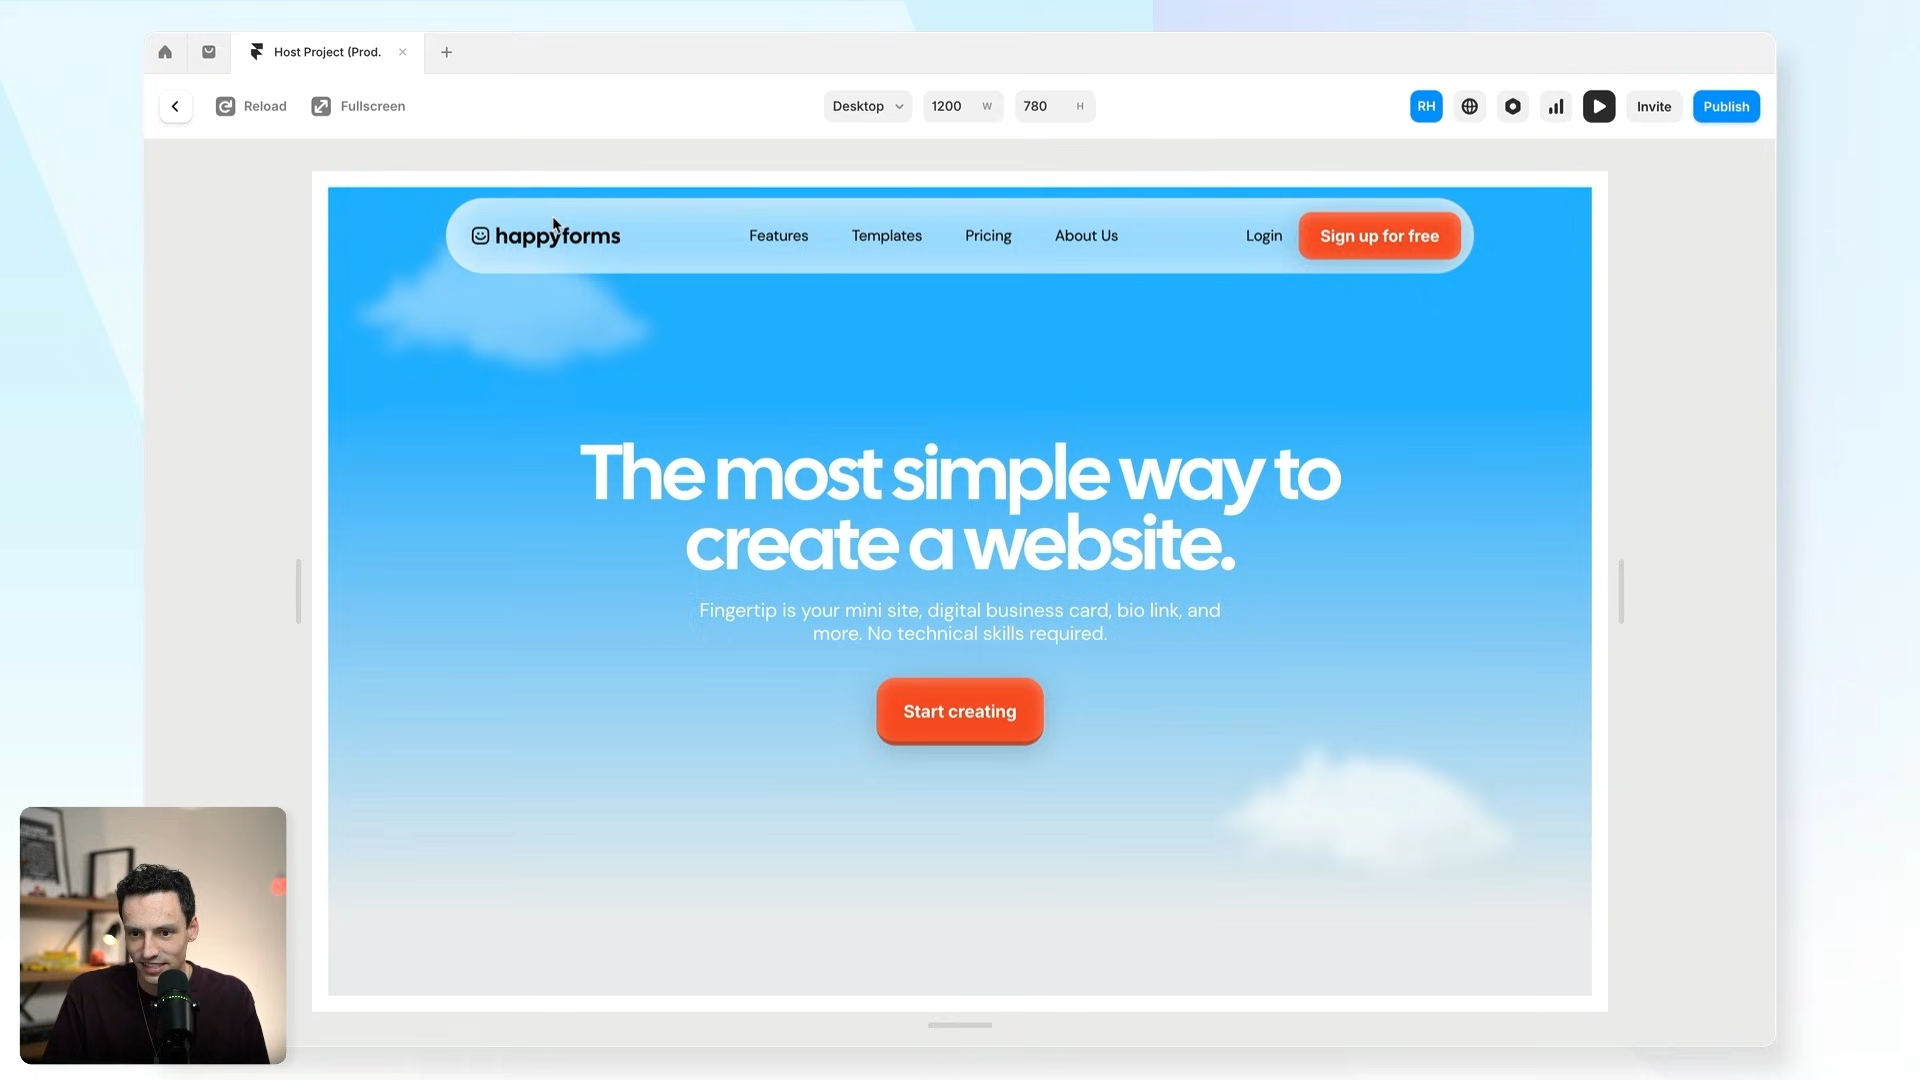 Host Project (Prod.
Reload
Fullscreen
Desktop
1200 W
780 H
RH
Invite
Publish
happyforms
Features
Templates
Pricing
About Us
Login
Sign up for free
The most simple way to
create a website.
Fingertip is your mini site, digital business card, bio link, and
more. No technical skills required.
Start creating